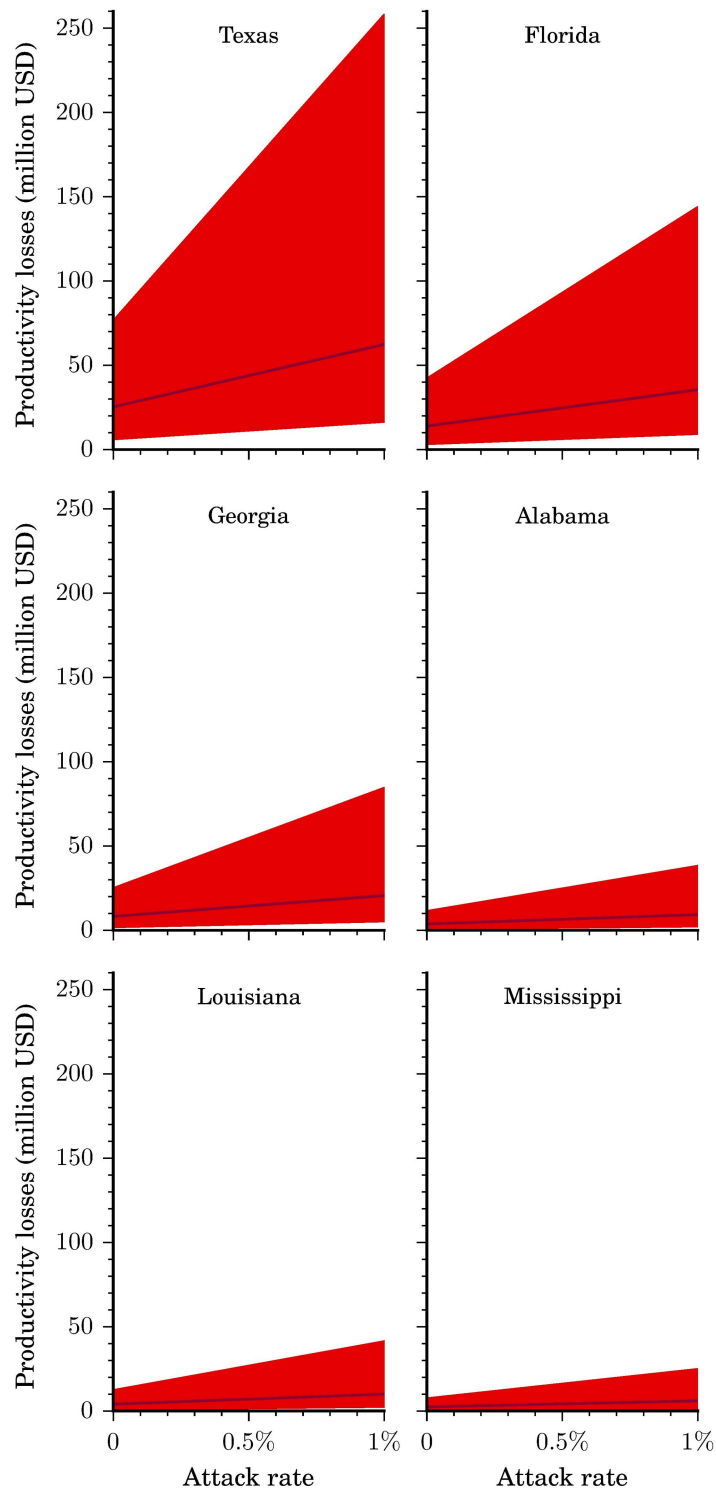 Texas
Florida
Productivity losses (million USD)
250
200
150
100
50
0
Georgia
Alabama
Productivity losses (million USD)
250
200
150
100
50
0
Louisiana
Mississippi
Productivity losses (million USD)
250
200
150
100
50
0
0 0.5% 1%
0 0.5% 1%
Attack rate
Attack rate